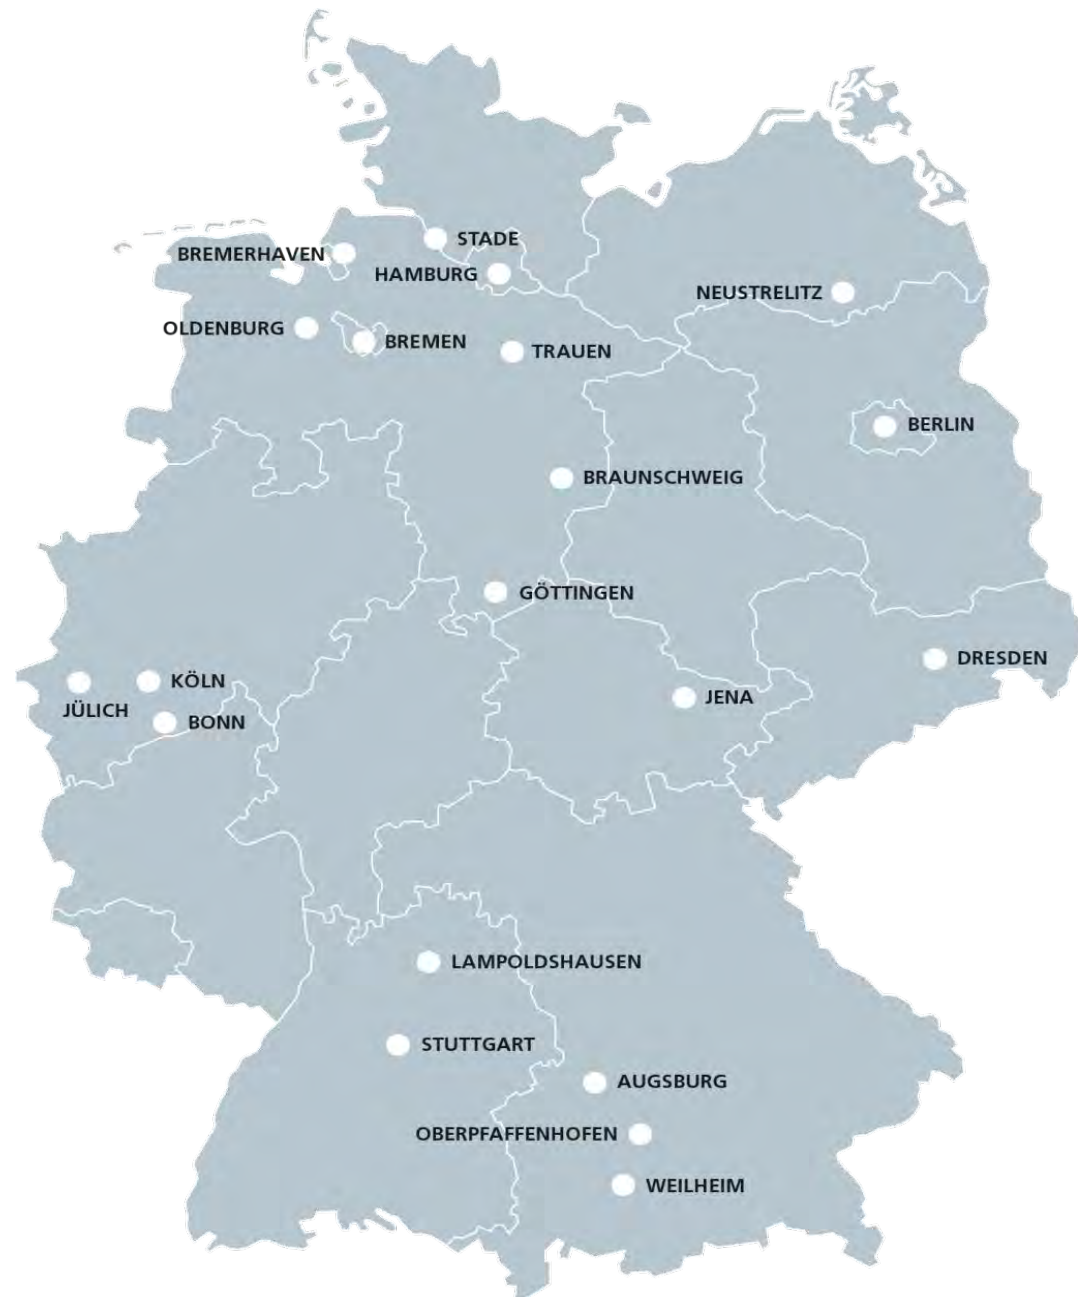 STADE
BREMERHAVEN
HAMBURG
NEUSTRELITZ
OLDENBURG
BREMEN
TRAUEN
BERLIN
BRAUNSCHWEIG
GÖTTINGEN
DRESDEN
KÖLN
JENA
JÜLICH
BONN
LAMPOLDSHAUSEN
STUTTGART
AUGSBURG
OBERPFAFFENHOFEN
WEILHEIM